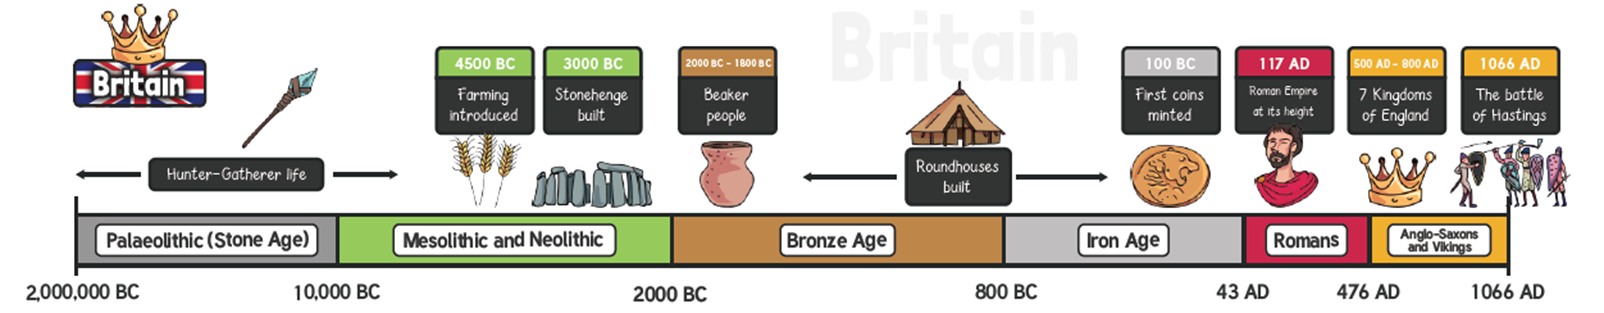 Britain
Britain
4500 BC
Farming
introduced
3000 BC
Stonehenge
built
2000 BC - 1800 BC
Beaker
people
100 BC
First coins
minted
117 AD
Roman Empire
at its height
500 AD - 800 AD
7 Kingdoms
of England
1066 AD
The battle
of Hastings
Hunter-Gatherer life
Roundhouses
built
Palaeolithic (Stone Age)
Mesolithic and Neolithic
Bronze Age
Iron Age
Romans
Anglo-Saxons
and Vikings
2,000,000 BC
10,000 BC
2000 BC
800 BC
43 AD
476 AD
1066 AD